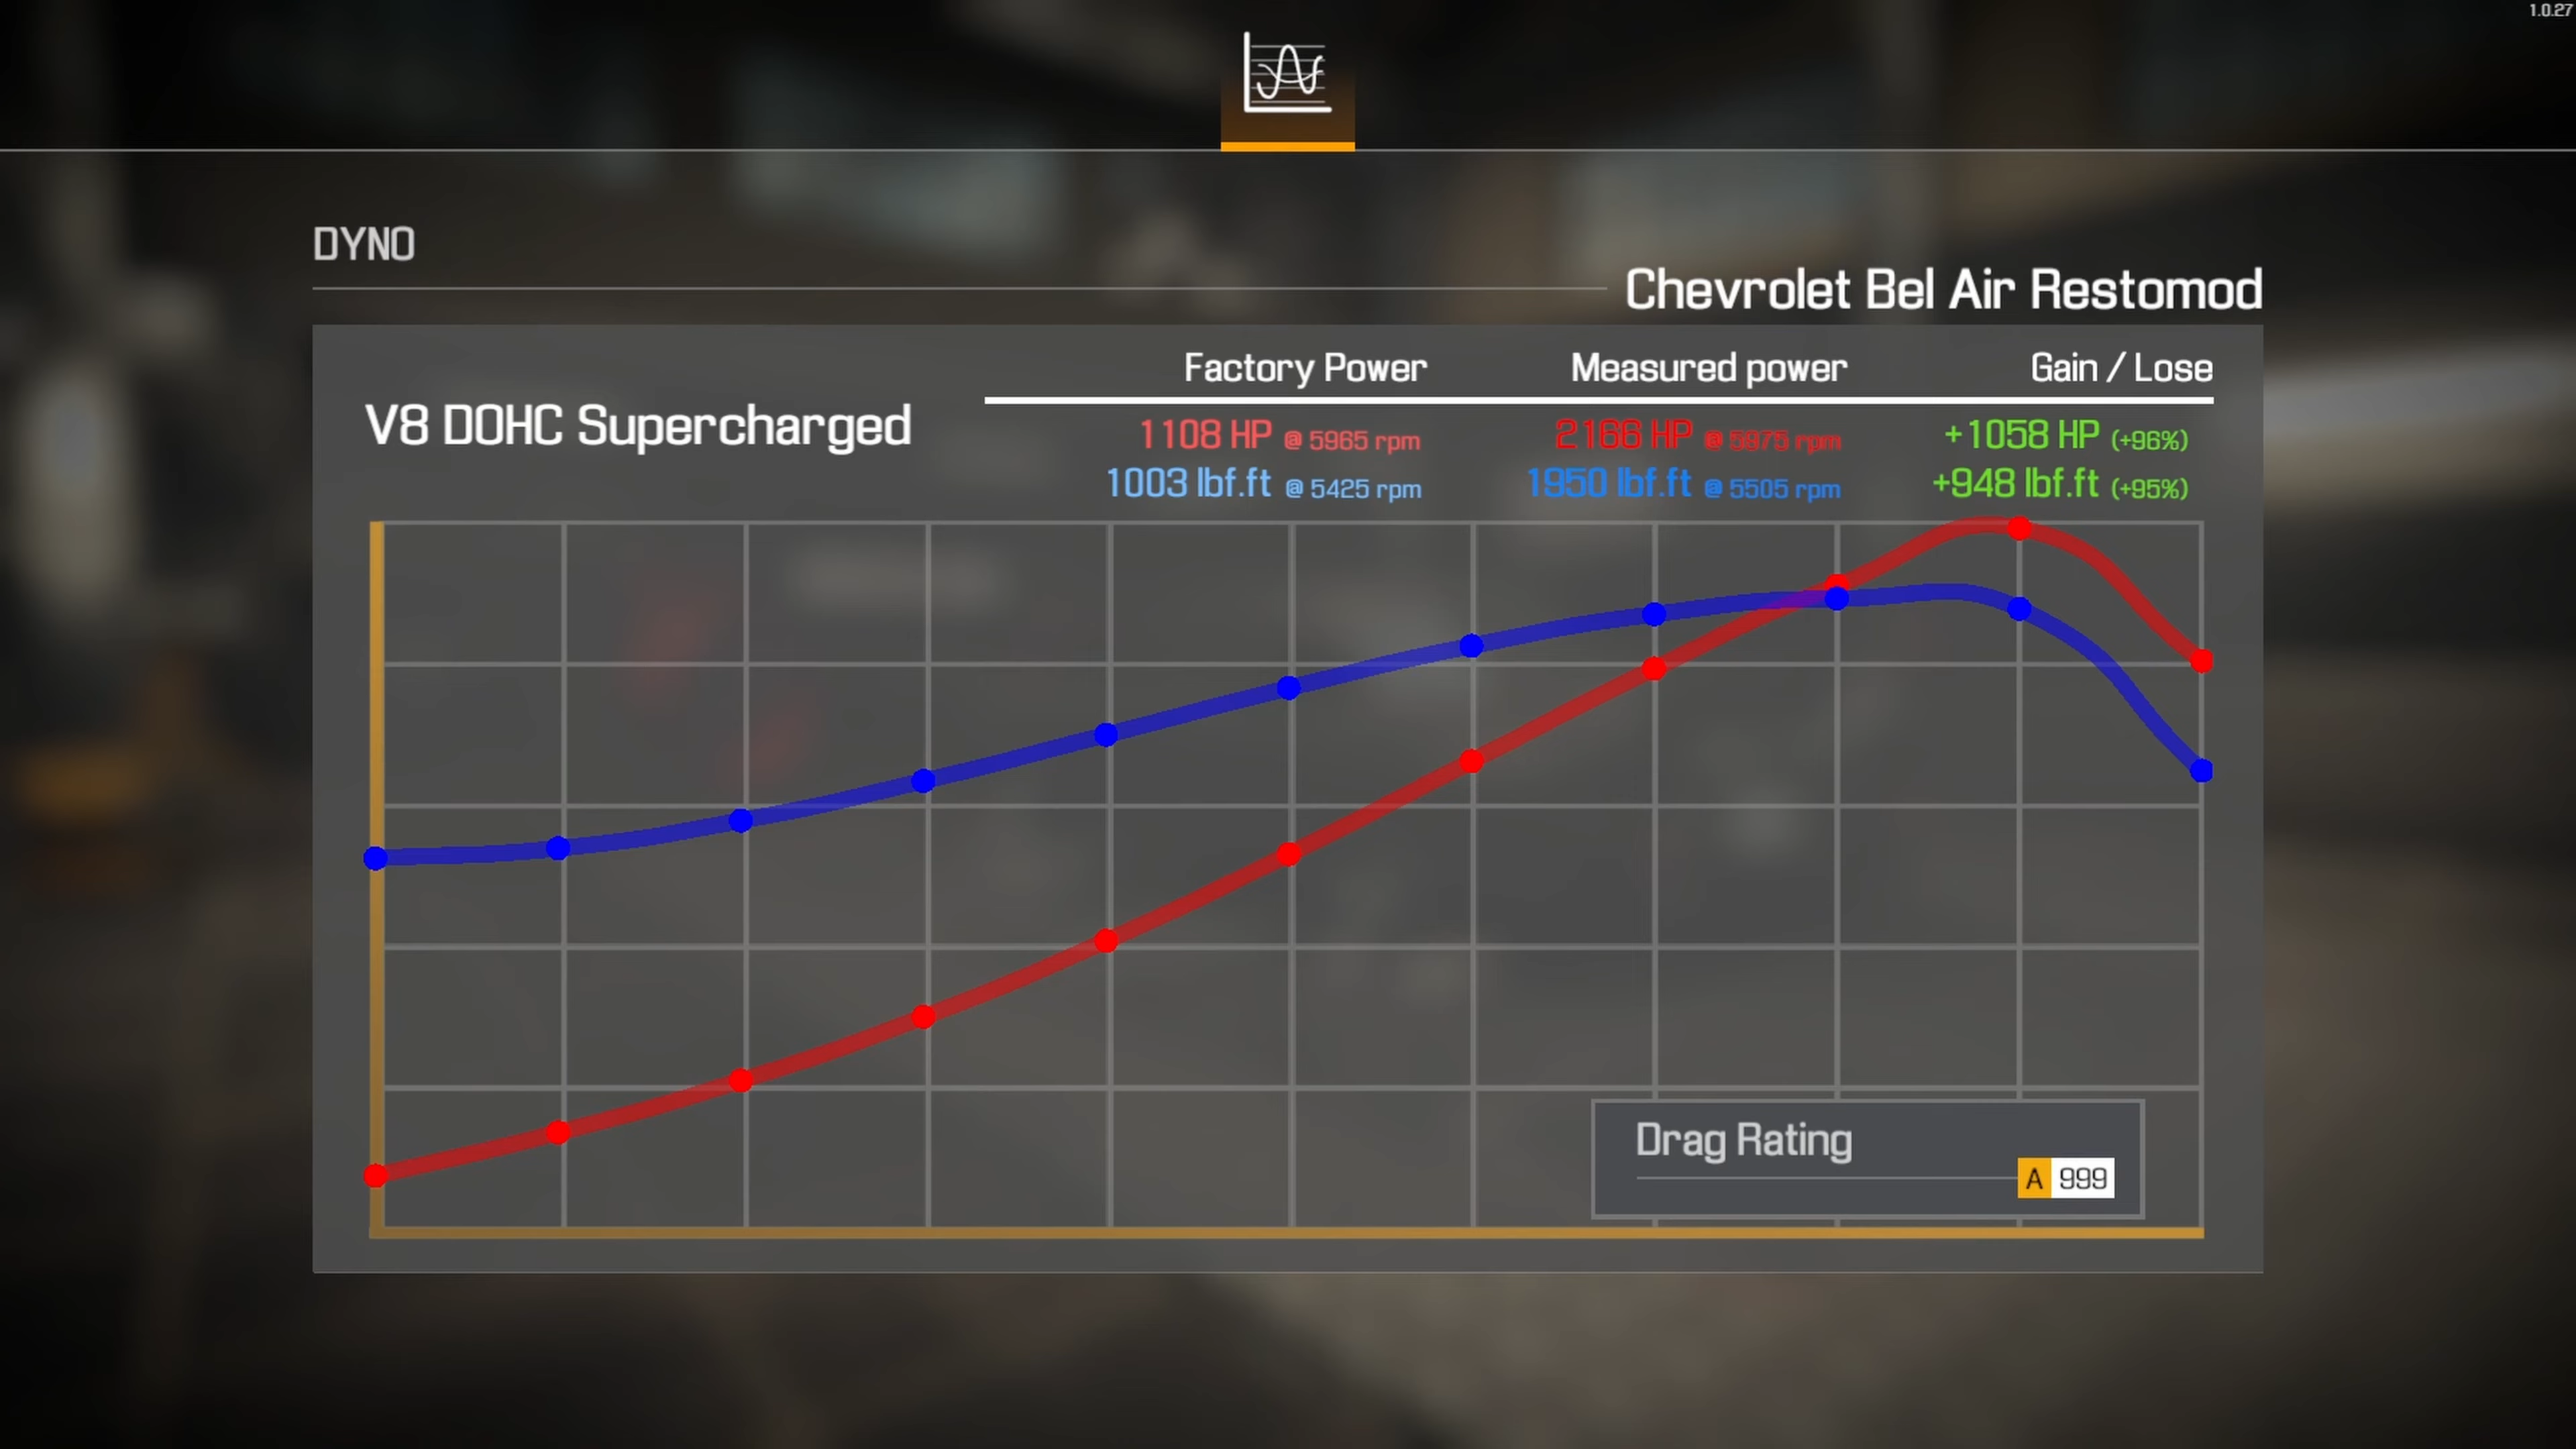 1.0.27
DYNO
Chevrolet Bel Air Restomod
Factory Power Measured power Gain / Lose
V8 DOHC Supercharged
1108 HP @ 5965 rpm 2166 HP @ 5975 rpm +1058 HP (+96%)
1003 lbf.ft @ 5425 rpm 1950 lbf.ft @ 5505 rpm +948 lbf.ft (+95%)
Drag Rating
A 999